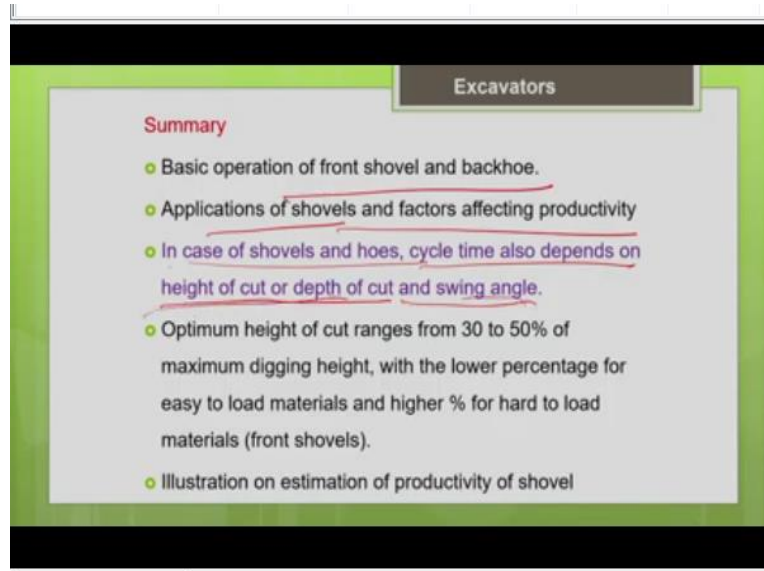 Excavators
Summary
Basic operation of front shovel and backhoe.
Applications of shovels and factors affecting productivity
In case of shovels and hoes, cycle time also depends on
height of cut or depth of cut and swing angle.
Optimum height of cut ranges from 30 to 50% of
maximum digging height, with the lower percentage for
easy to load materials and higher % for hard to load
materials (front shovels).
Illustration on estimation of productivity of shovel